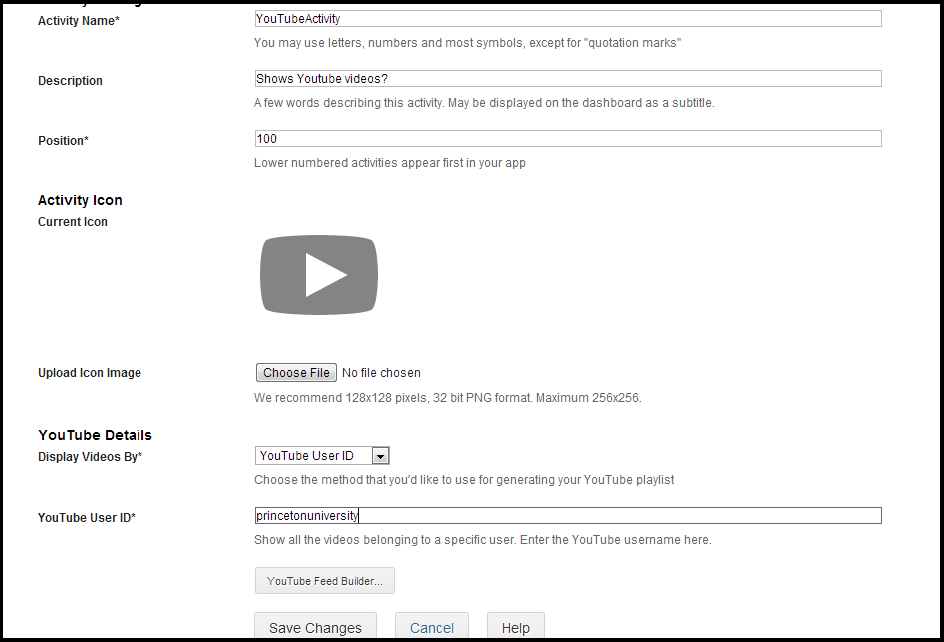 Activity Name* YouTubeActivity
You may use letters, numbers and most symbols, except for "quotation marks"
Description Shows Youtube videos?
A few words describing this activity. May be displayed on the dashboard as a subtitle.
Position* 100
Lower numbered activities appear first in your app
Activity Icon
Current Icon
Upload Icon Image Choose File No file chosen
We recommend 128x128 pixels, 32 bit PNG format. Maximum 256x256.
YouTube Details
Display Videos By* YouTube User ID
Choose the method that you'd like to use for generating your YouTube playlist
YouTube User ID* princetonuniversity
Show all the videos belonging to a specific user. Enter the YouTube username here.
YouTube Feed Builder...
Save Changes Cancel Help